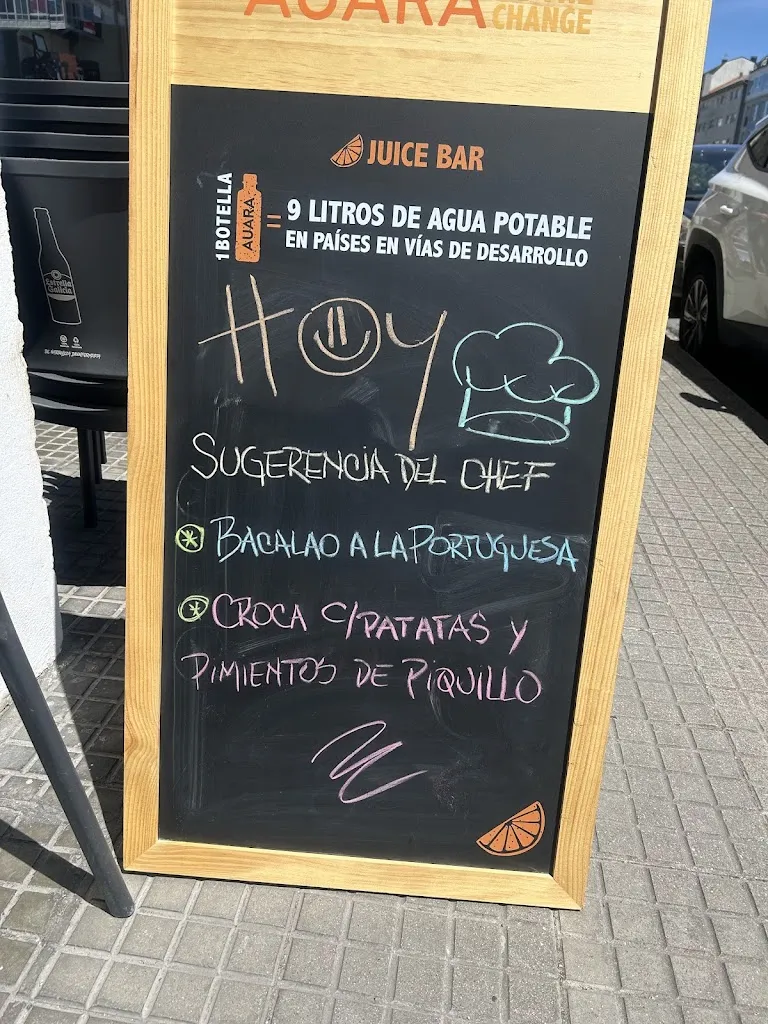 AUARA
CHANGE
JUICE BAR
1 BOTELLA
AUARA
=
9 LITROS DE AGUA POTABLE
EN PAÍSES EN VÍAS DE DESARROLLO
HOY
SUGERENCIA DEL CHEF
BACALAO A LA PORTUGUESA
CROCA C/PATATAS Y
PIMIENTOS DE PIQUILLO
Estrella
Galicia